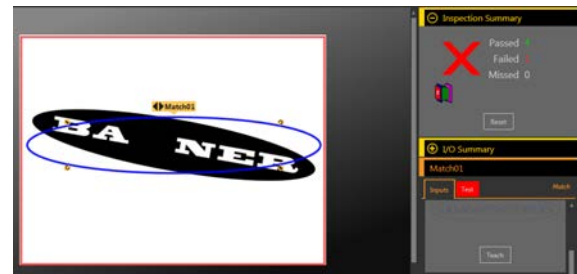 Inspection Summary
Passed
Failed
Missed 0
Reset
Match01
BA NER
I/O Summary
Match01
Inputs Test Match
Teach